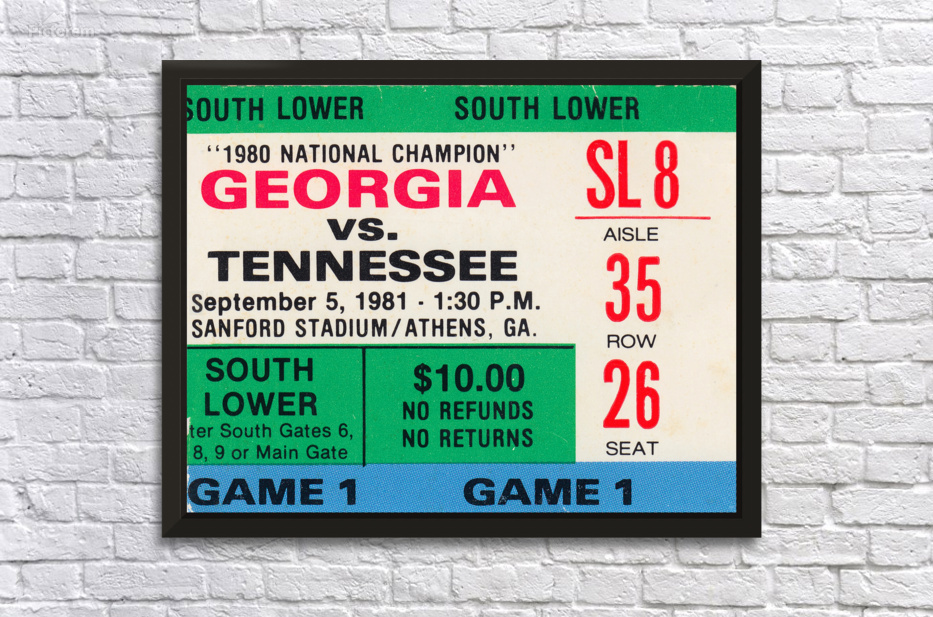 SOUTH LOWER SOUTH LOWER
"1980 NATIONAL CHAMPION"
GEORGIA
vs.
TENNESSEE
September 5, 1981 - 1:30 P.M.
SANFORD STADIUM/ATHENS, GA.
SL 8
AISLE
35
ROW
26
SEAT
SOUTH
LOWER
ter South Gates 6,
8, 9 or Main Gate
$10.00
NO REFUNDS
NO RETURNS
GAME 1 GAME 1